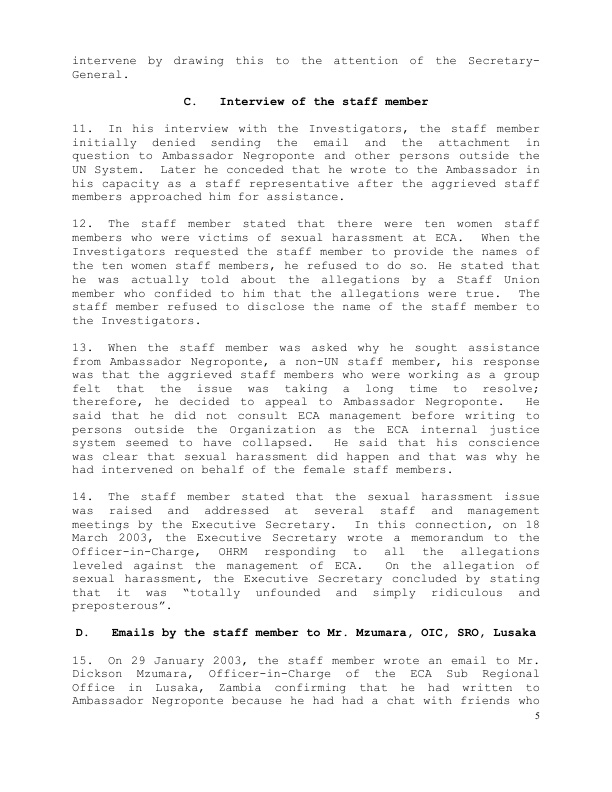 intervene by drawing this to the attention of the Secretary-
General.
C. Interview of the staff member
11. In his interview with the Investigators, the staff member
initially denied sending the email and the attachment in
question to Ambassador Negroponte and other persons outside the
UN System. Later he conceded that he wrote to the Ambassador in
his capacity as a staff representative after the aggrieved staff
members approached him for assistance.
12. The staff member stated that there were ten women staff
members who were victims of sexual harassment at ECA. When the
Investigators requested the staff member to provide the names of
the ten women staff members, he refused to do so. He stated that
he was actually told about the allegations by a Staff Union
member who confided to him that the allegations were true. The
staff member refused to disclose the name of the staff member to
the Investigators.
13. When the staff member was asked why he sought assistance
from Ambassador Negroponte, a non-UN staff member, his response
was that the aggrieved staff members who were working as a group
felt that the issue was taking a long time to resolve;
therefore, he decided to appeal to Ambassador Negroponte. He
said that he did not consult ECA management before writing to
persons outside the Organization as the ECA internal justice
system seemed to have collapsed. He said that his conscience
was clear that sexual harassment did happen and that was why he
had intervened on behalf of the female staff members.
14. The staff member stated that the sexual harassment issue
was raised and addressed at several staff and management
meetings by the Executive Secretary. In this connection, on 18
March 2003, the Executive Secretary wrote a memorandum to the
Officer-in-Charge, OHRM responding to all the allegations
leveled against the management of ECA. On the allegation of
sexual harassment, the Executive Secretary concluded by stating
that it was “totally unfounded and simply ridiculous and
preposterous”.
D. Emails by the staff member to Mr. Mzumara, OIC, SRO, Lusaka
15. On 29 January 2003, the staff member wrote an email to Mr.
Dickson Mzumara, Officer-in-Charge of the ECA Sub Regional
Office in Lusaka, Zambia confirming that he had written to
Ambassador Negroponte because he had had a chat with friends who
5